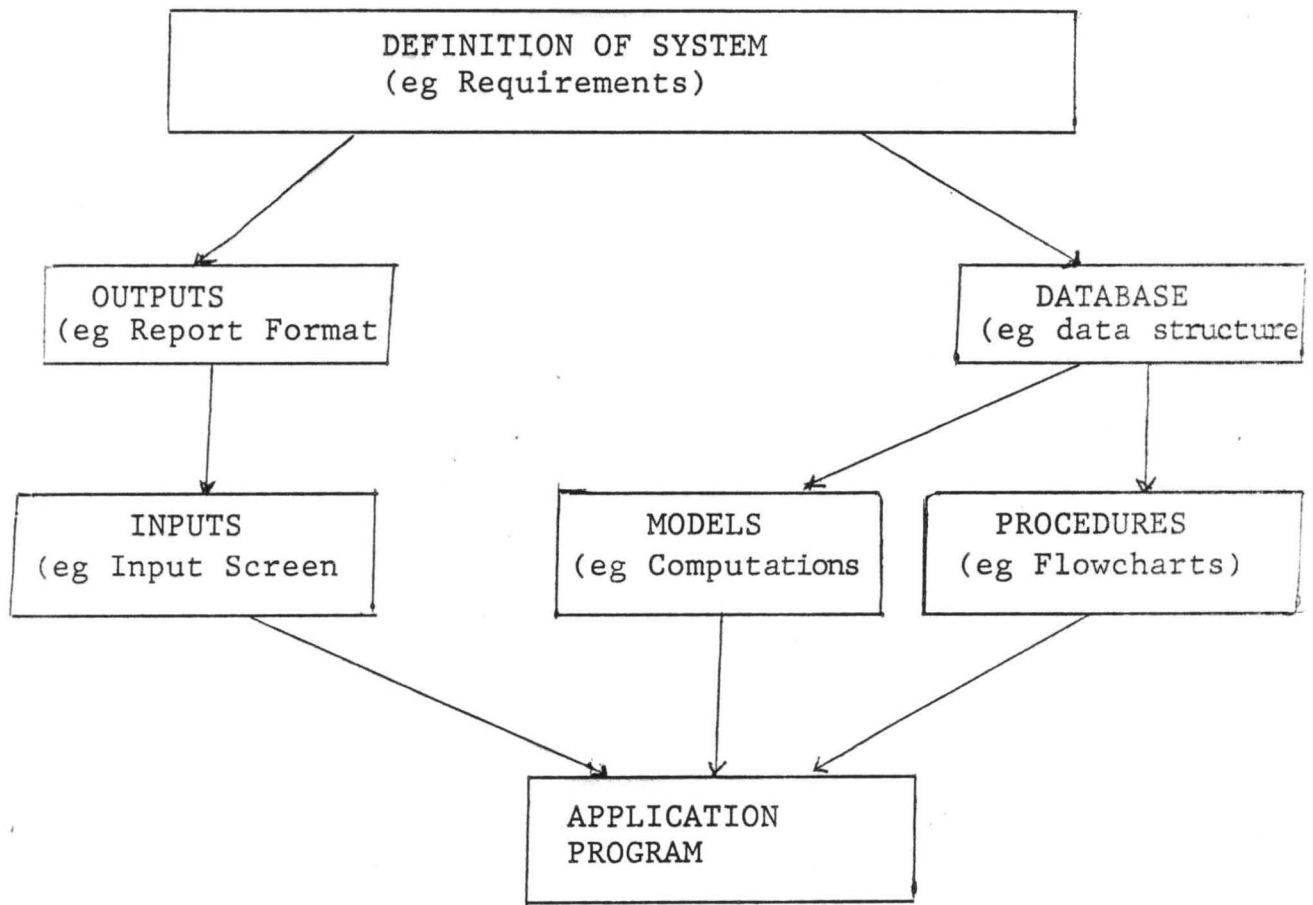 DEFINITION OF SYSTEM
(eg Requirements)
OUTPUTS
(eg Report Format
DATABASE
(eg data structure
INPUTS
(eg Input Screen
MODELS
(eg Computations
PROCEDURES
(eg Flowcharts)
APPLICATION
PROGRAM